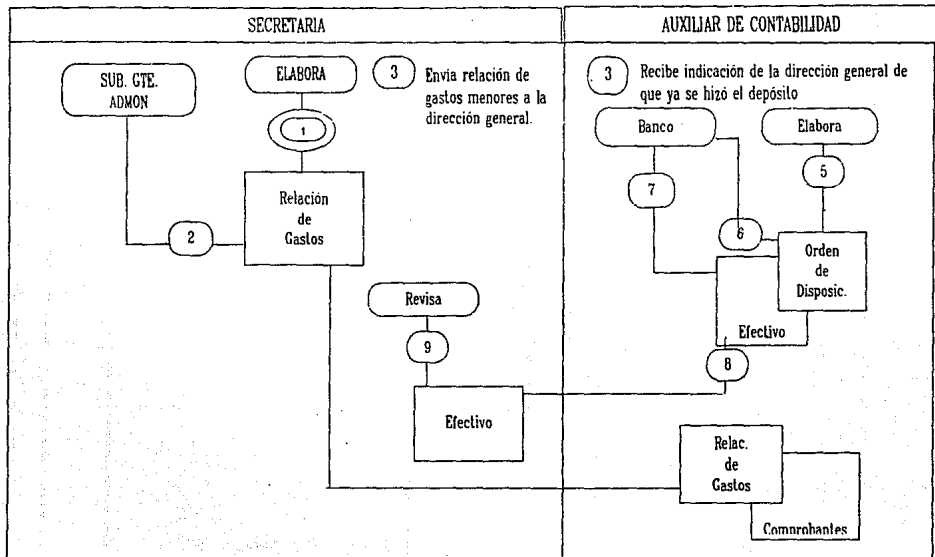 SECRETARIA
SUB. GTE.
ADMON
ELABORA
1
3
Envia relación de
gastos menores a la
dirección general.
2
Relación
de
Gastos
Revisa
9
Efectivo
AUXILIAR DE CONTABILIDAD
3
Recibe indicación de la dirección general de
que ya se hizó el depósito
Banco
Elabora
7
5
6
Orden
de
Disposic.
Efectivo
8
Relac.
de
Gastos
Comprobantes